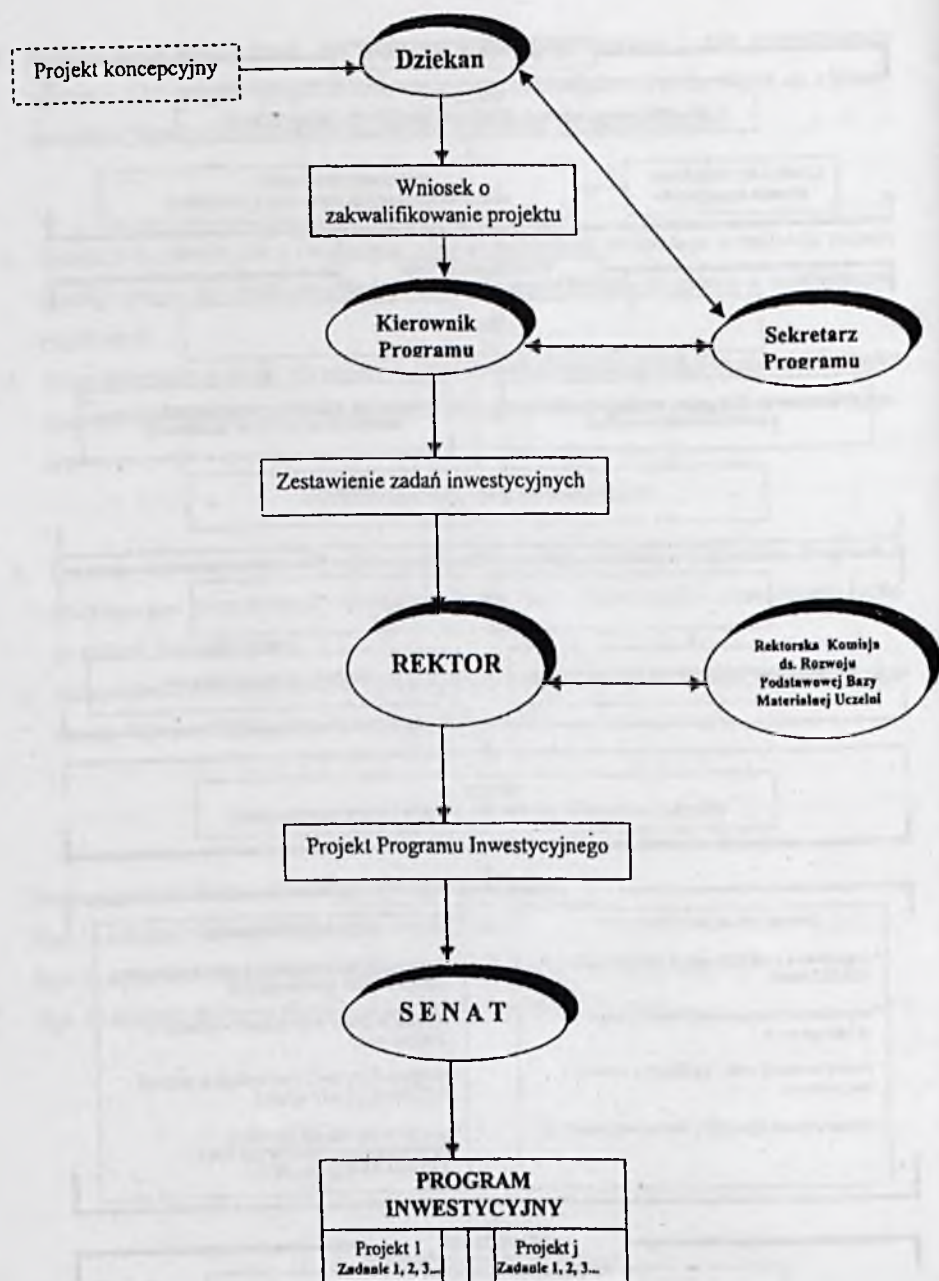 Projekt koncepcyjny
Dziekan
Wniosek o
zakwalifikowanie projektu
Kierownik
Programu
Sekretarz
Programu
Zestawienie zadań inwestycyjnych
REKTOR
Rektorska Komisja
ds. Rozwoju
Podstawowej Bazy
Materialnej Uczelni
Projekt Programu Inwestycyjnego
SENAT
PROGRAM
INWESTYCYJNY
Projekt 1
Zadanie 1, 2, 3...
Projekt j
Zadanie 1, 2, 3...